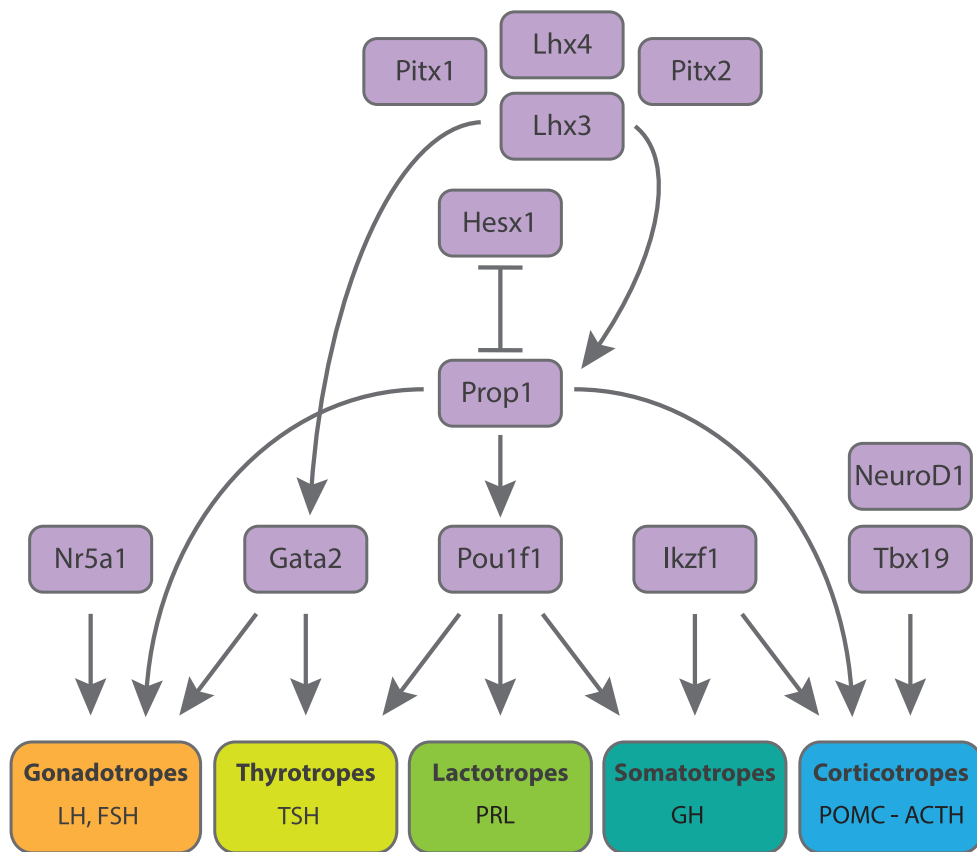 Lhx4
Pitx1
Pitx2
Lhx3
Hesx1
Prop1
NeuroD1
Nr5a1
Gata2
Pou1f1
Ikzf1
Tbx19
Gonadotropes
LH, FSH
Thyrotropes
TSH
Lactotropes
PRL
Somatotropes
GH
Corticotropes
POMC - ACTH